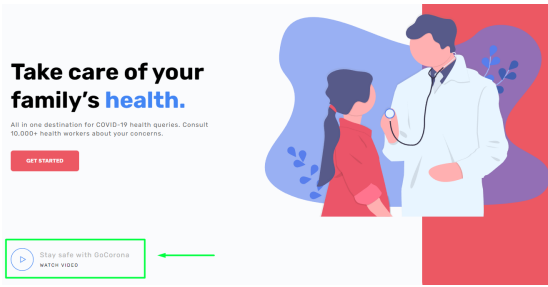 Take care of your
family's health.
All in one destination for COVID-19 health queries. Consult
10,000+ health workers about your concerns.
GET STARTED
Stay safe with GoCorona
WATCH VIDEO